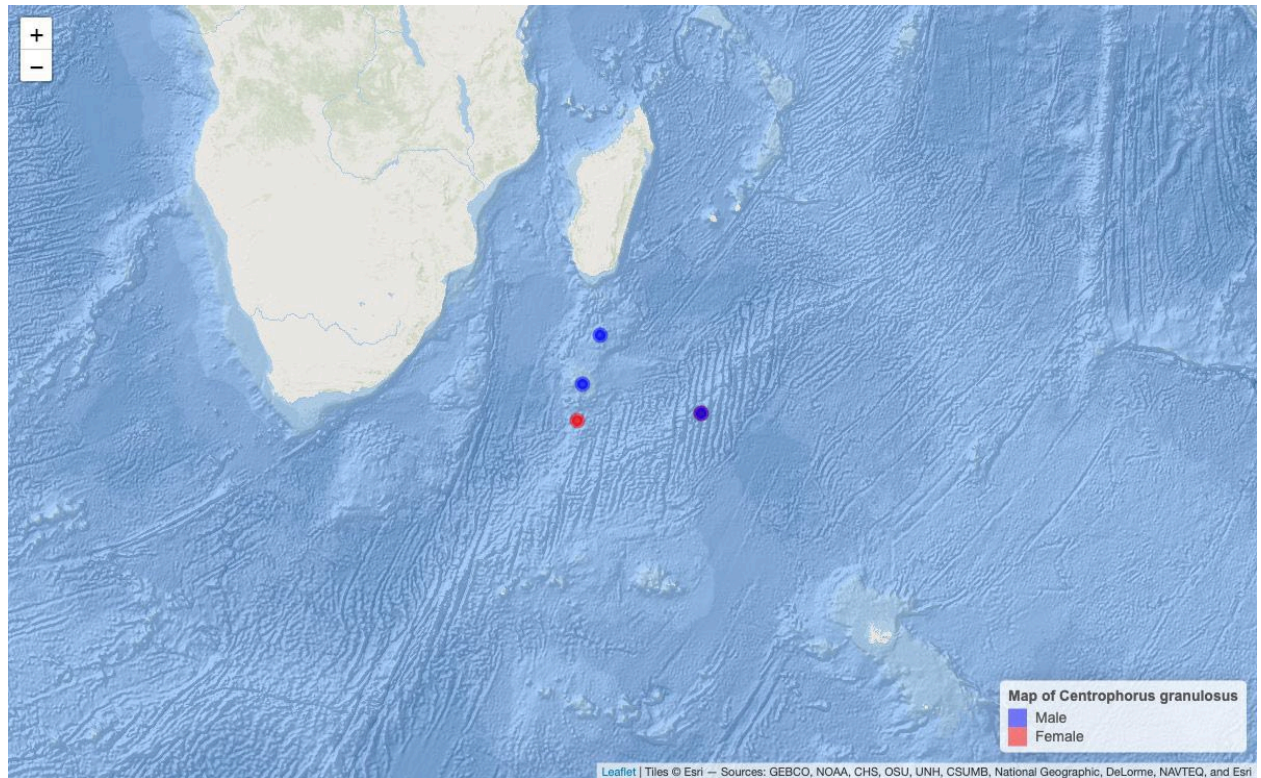 +
−
Map of Centrophorus granulosus
Male
Female
Leaflet | Tiles © Esri — Sources: GEBCO, NOAA, CHS, OSU, UNH, CSUMB, National Geographic, DeLorme, NAVTEQ, and Esri